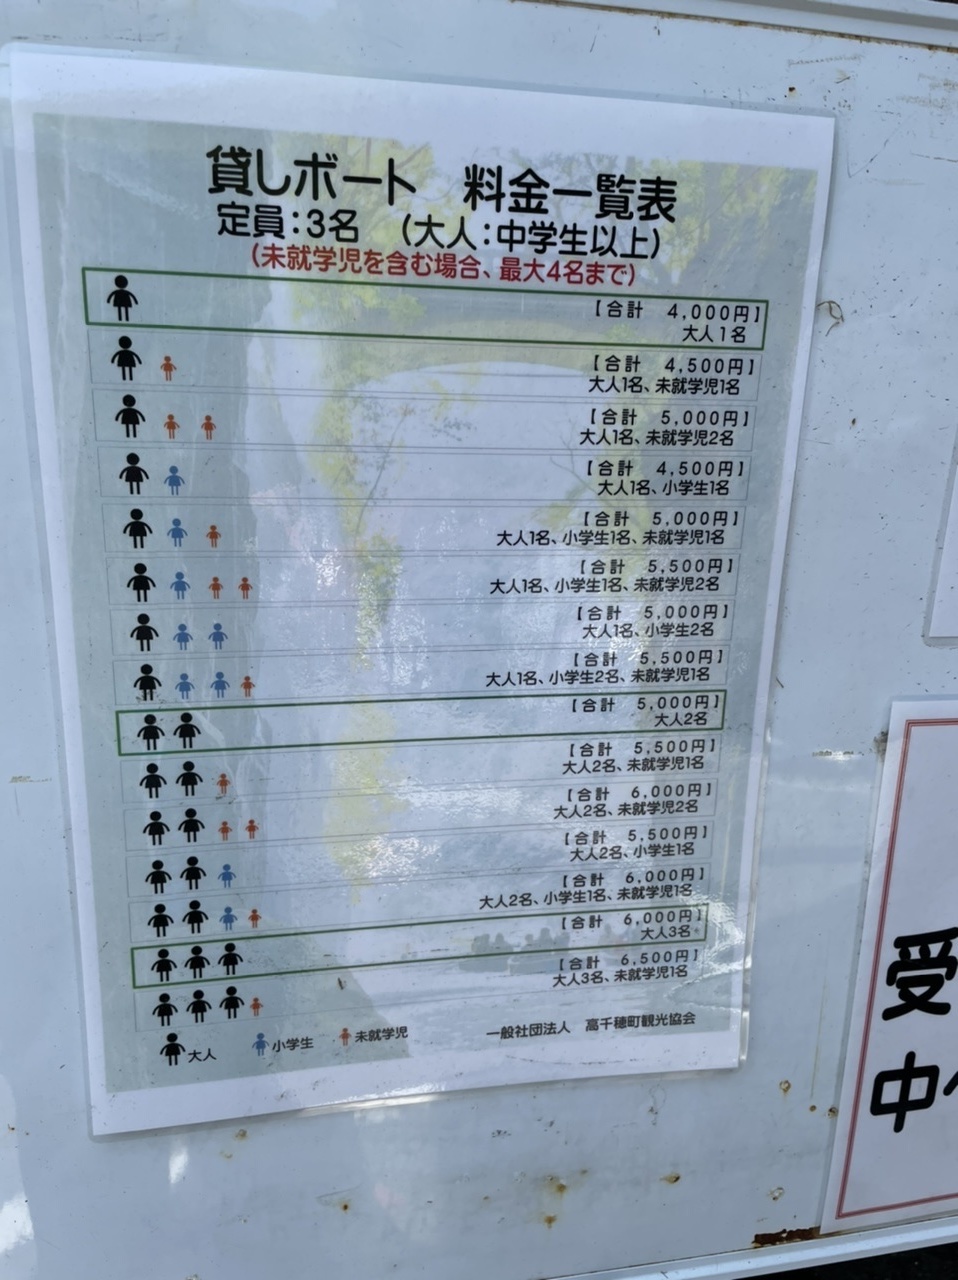 貸しボート　料金一覧表
定員：3名　（大人：中学生以上）
（未就学児を含む場合、最大4名まで）
【合計　4,000円】
大人1名
【合計　4,500円】
大人1名、未就学児1名
【合計　5,000円】
大人1名、未就学児2名
【合計　4,500円】
大人1名、小学生1名
【合計　5,000円】
大人1名、小学生1名、未就学児1名
【合計　5,500円】
大人1名、小学生1名、未就学児2名
【合計　5,000円】
大人1名、小学生2名
【合計　5,500円】
大人1名、小学生2名、未就学児1名
【合計　5,000円】
大人2名
【合計　5,500円】
大人2名、未就学児1名
【合計　6,000円】
大人2名、未就学児2名
【合計　5,500円】
大人2名、小学生1名
【合計　6,000円】
大人2名、小学生1名、未就学児1名
【合計　6,000円】
大人3名
【合計　6,500円】
大人3名、未就学児1名
大人　小学生　未就学児　一般社団法人　高千穂町観光協会
受
中